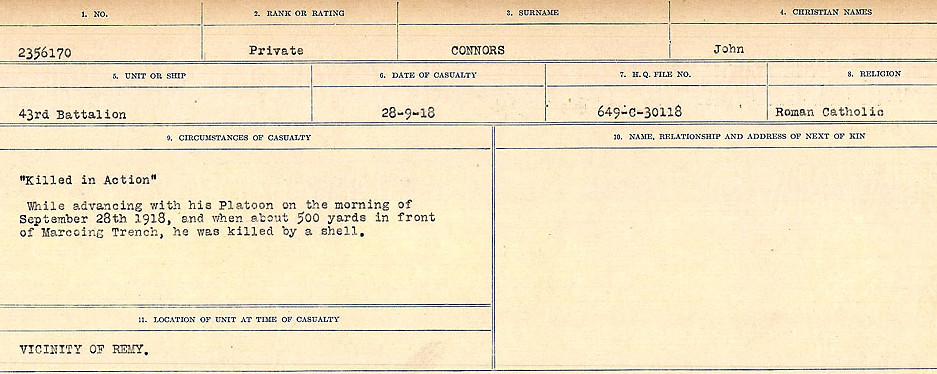 1. NO. 2. RANK OR RATING 3. SURNAME 4. CHRISTIAN NAMES
2356170 Private CONNORS John
5. UNIT OR SHIP 6. DATE OF CASUALTY 7. H.Q. FILE NO. 8. RELIGION
43rd Battalion 28-9-18 649-C-30118 Roman Catholic
9. CIRCUMSTANCES OF CASUALTY 10. NAME, RELATIONSHIP AND ADDRESS OF NEXT OF KIN
"Killed in Action"
While advancing with his Platoon on the morning of
September 28th 1918, and when about 500 yards in front
of Marcoing Trench, he was killed by a shell.
11. LOCATION OF UNIT AT TIME OF CASUALTY
VICINITY OF REMY.